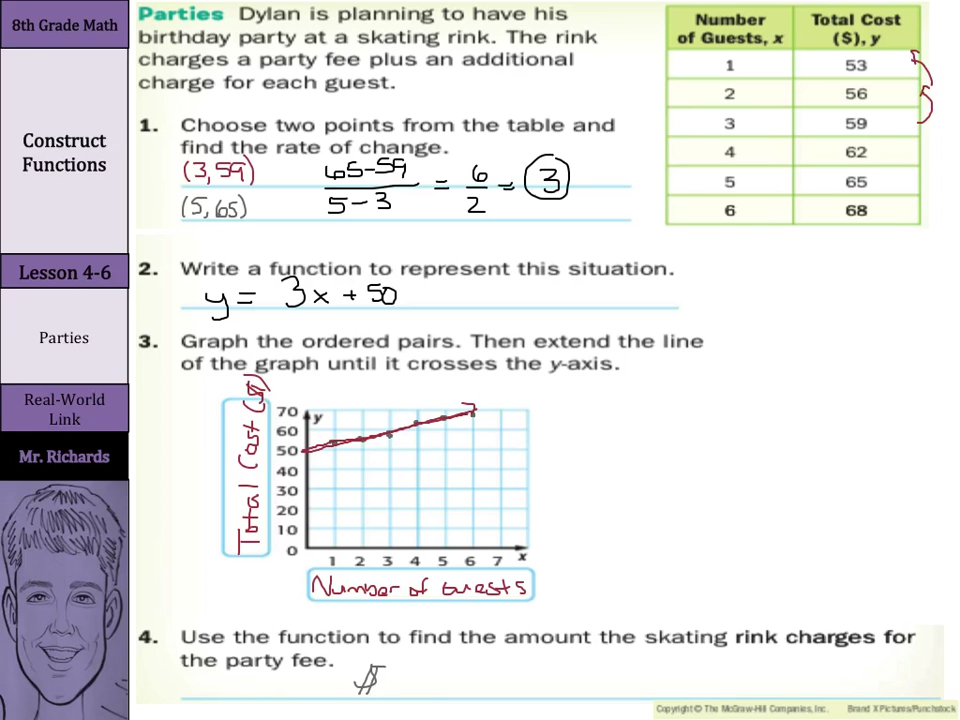 8th Grade Math
Construct
Functions
Lesson 4-6
Parties
Real-World
Link
Mr. Richards
Parties Dylan is planning to have his
birthday party at a skating rink. The rink
charges a party fee plus an additional
charge for each guest.
1. Choose two points from the table and
find the rate of change.
(3,59)
(5,65)
65-59
5-3
= 6/2 = 3
Number of Guests, x Total Cost ($), y
1 53
2 56
3 59
4 62
5 65
6 68
2. Write a function to represent this situation.
y = 3x + 50
3. Graph the ordered pairs. Then extend the line
of the graph until it crosses the y-axis.
Total Cost ($)
70
60
50
40
30
20
10
0
y
1 2 3 4 5 6 7 x
Number of Guests
4. Use the function to find the amount the skating rink charges for
the party fee.
$
Copyright © The McGraw-Hill Companies, Inc. Brand X Pictures/Punchstock